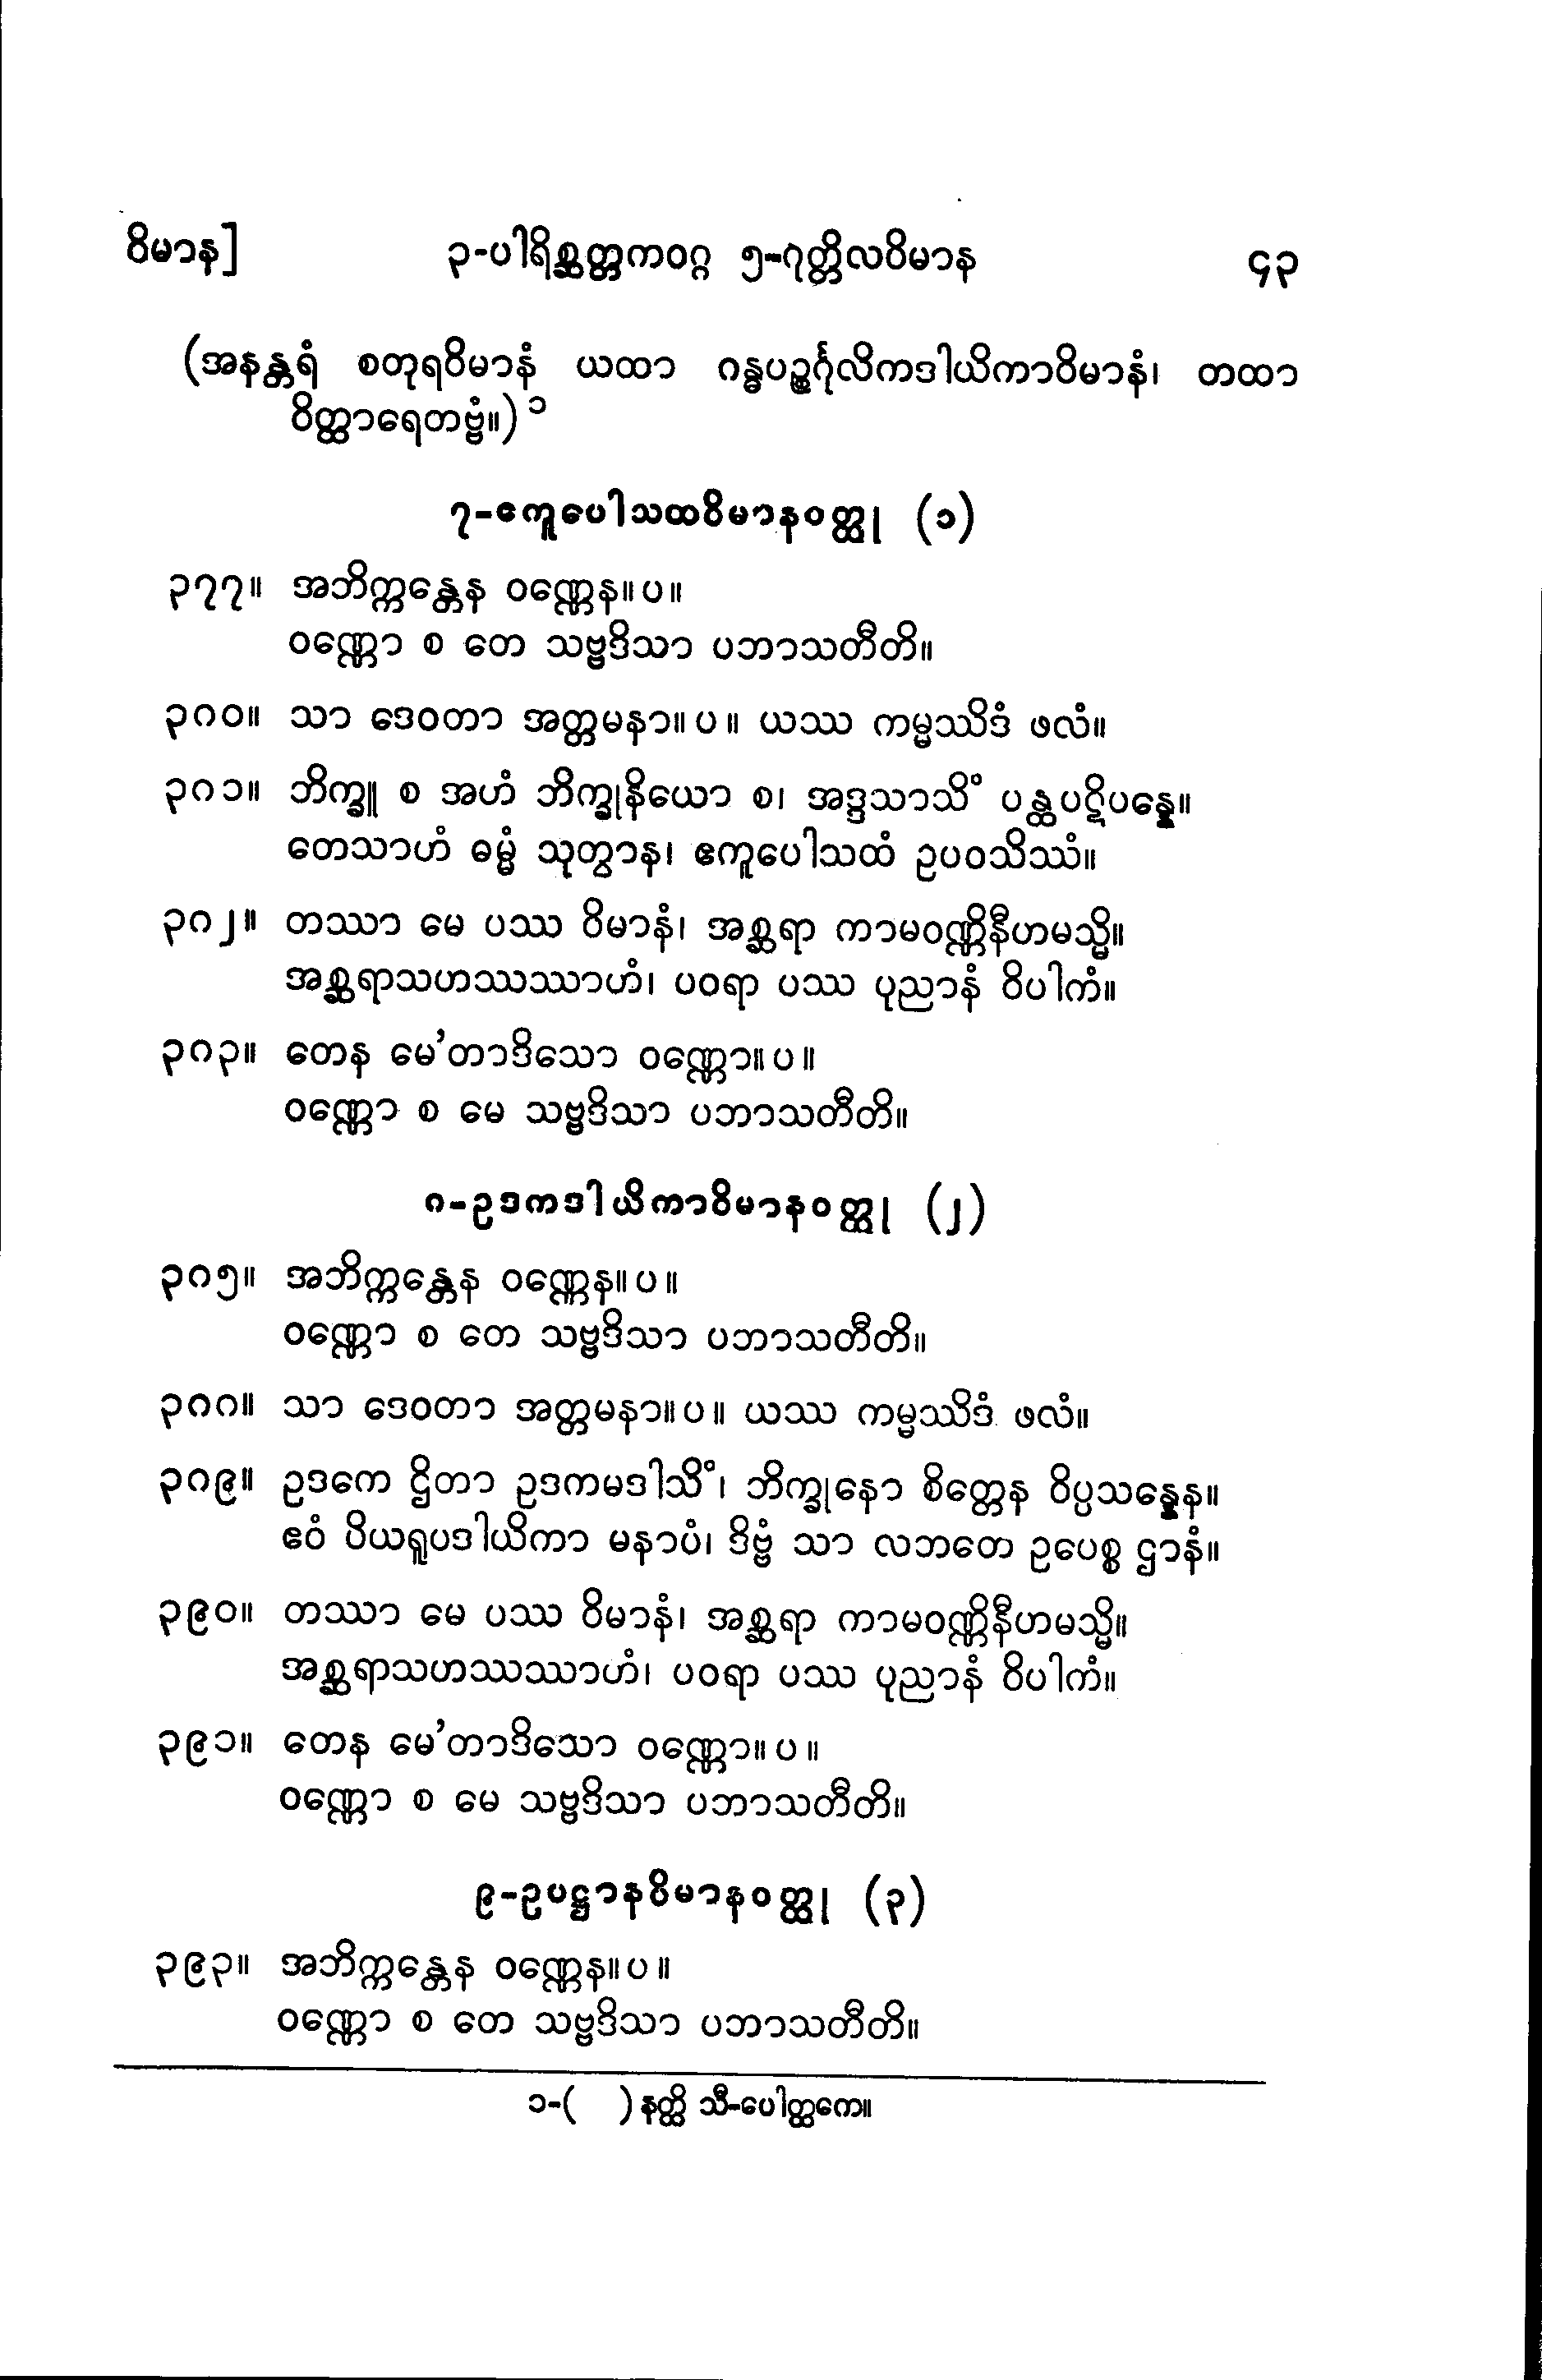 ဝိမာန]	၃-ပါရိစ္ဆတ္တကဝဂ္ဂ ၅-ဂုတ္တိလဝိမာန	၄၃
(အနန္တရံ စတုရဝိမာနံ ယထာ ဂန္ဓပဉ္စင်္ဂုလိကဒါယိကာဝိမာနံ၊ တထာ
ဝိတ္ထာရေတဗ္ဗံ။) ၁
၇-ဧကူပေါသထဝိမာနဝတ္ထု (၁)
၃၇၇။ အဘိက္ကန္တေန ဝဏ္ဏေန။ ပ။
ဝဏ္ဏော စ တေ သဗ္ဗဒိသာ ပဘာသတီတိ။
၃၈၀။ သာ ဒေဝတာ အတ္တမနာ။ ပ။ ယဿ ကမ္မဿိဒံ ဖလံ။
၃၈၁။ ဘိက္ခူ စ အဟံ ဘိက္ခုနိယော စ၊ အဒ္ဒသာသိံ ပန္ထပဋိပန္နေ။
တေသာဟံ ဓမ္မံ သုတွာန၊ ဧကူပေါသထံ ဥပဝသိဿံ။
၃၈၂။ တဿာ မေ ပဿ ဝိမာနံ၊ အစ္ဆရာ ကာမဝဏ္ဏိနီဟမသ္မိ။
အစ္ဆရာသဟဿဿာဟံ၊ ပဝရာ ပဿ ပုညာနံ ဝိပါကံ။
၃၈၃။ တေန မေ'တာဒိသော ဝဏ္ဏော။ ပ။
ဝဏ္ဏော စ မေ သဗ္ဗဒိသာ ပဘာသတီတိ။
၈-ဥဒကဒါယိကာဝိမာနဝတ္ထု (၂)
၃၈၅။ အဘိက္ကန္တေန ဝဏ္ဏေန။ ပ။
ဝဏ္ဏော စ တေ သဗ္ဗဒိသာ ပဘာသတီတိ။
၃၈၈။ သာ ဒေဝတာ အတ္တမနာ။ ပ။ ယဿ ကမ္မဿိဒံ ဖလံ။
၃၈၉။ ဥဒကေ ဌိတာ ဥဒကမဒါသိံ၊ ဘိက္ခုနော စိတ္တေန ဝိပ္ပသန္နေန။
ဧဝံ ပိယရူပဒါယိကာ မနာပံ၊ ဒိဗ္ဗံ သာ လဘတေ ဥပေစ္စ ဌာနံ။
၃၉၀။ တဿာ မေ ပဿ ဝိမာနံ၊ အစ္ဆရာ ကာမဝဏ္ဏိနီဟမသ္မိ။
အစ္ဆရာသဟဿဿာဟံ၊ ပဝရာ ပဿ ပုညာနံ ဝိပါကံ။
၃၉၁။ တေန မေ'တာဒိသော ဝဏ္ဏော။ ပ။
ဝဏ္ဏော စ မေ သဗ္ဗဒိသာ ပဘာသတီတိ။
၉-ဥပဋ္ဌာနဝိမာနဝတ္ထု (၃)
၃၉၃။ အဘိက္ကန္တေန ဝဏ္ဏေန။ ပ။
ဝဏ္ဏော စ တေ သဗ္ဗဒိသာ ပဘာသတီတိ။
၁-( ) နတ္ထိ သီ-ပေါတ္ထကေ။